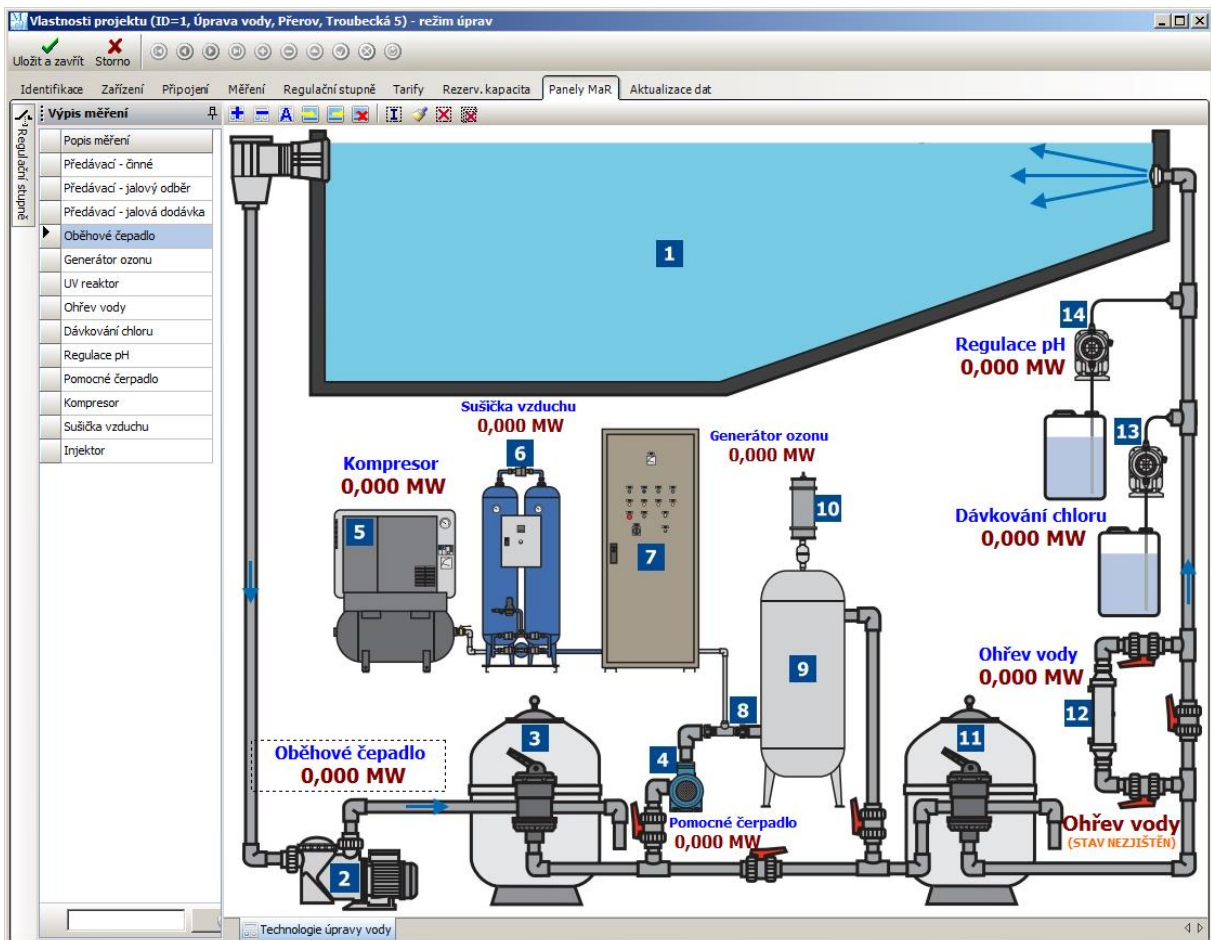 Vlastnosti projektu (ID=1, Úprava vody, Přerov, Troubecká 5) - režim úprav
Uložit a zavřít Storno
Identifikace Zařízení Připojení Měření Regulační stupně Tarify Rezerv. kapacita Panely MaR Aktualizace dat
Regulační stupně
Výpis měření
A I
Popis měření
Předávací - činné
Předávací - jalový odběr
Předávací - jalová dodávka
Oběhové čepadlo
Generátor ozonu
UV reaktor
Ohřev vody
Dávkování chloru
Regulace pH
Pomocné čerpadlo
Kompresor
Sušička vzduchu
Injektor
1
14
Regulace pH
0,000 MW
Sušička vzduchu
0,000 MW
6
Generátor ozonu
0,000 MW
13
Kompresor
0,000 MW
5
7
10
Dávkování chloru
0,000 MW
9
Ohřev vody
0,000 MW
12
8
3
4
11
Oběhové čepadlo
0,000 MW
Pomocné čerpadlo
0,000 MW
Ohřev vody
(STAV NEZJIŠTĚN)
2
Technologie úpravy vody